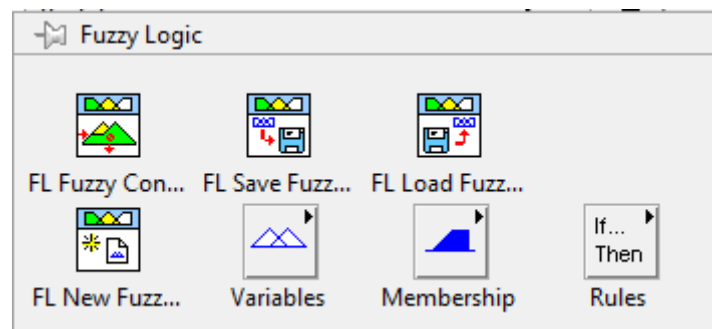 Fuzzy Logic
FL Fuzzy Con... FL Save Fuzz... FL Load Fuzz...
If...
Then
FL New Fuzz... Variables Membership Rules